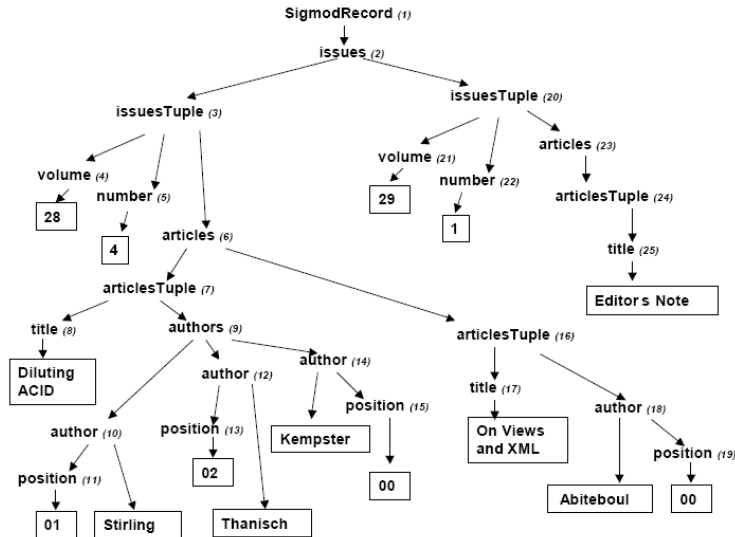 SigmodRecord (1)
issues (2)
issuesTuple (3)
issuesTuple (20)
volume (4)
number (5)
28
4
volume (21)
number (22)
29
1
articles (23)
articlesTuple (24)
title (25)
Editor s Note
articles (6)
articlesTuple (7)
title (8)
Diluting
ACID
authors (9)
author (10)
position (11)
01
Stirling
author (12)
position (13)
02
Thanisch
author (14)
position (15)
Kempster
00
articlesTuple (16)
title (17)
On Views
and XML
author (18)
position (19)
Abiteboul
00